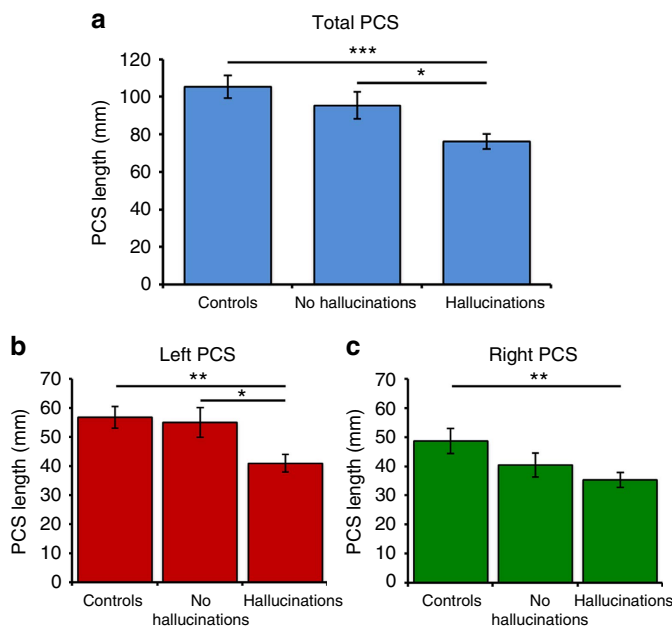 a
Total PCS
***
*
PCS length (mm)
120
100
80
60
40
20
0
Controls
No hallucinations
Hallucinations
b
Left PCS
**
*
PCS length (mm)
70
60
50
40
30
20
10
0
Controls
No
hallucinations
Hallucinations
c
Right PCS
**
PCS length (mm)
70
60
50
40
30
20
10
0
Controls
No
hallucinations
Hallucinations